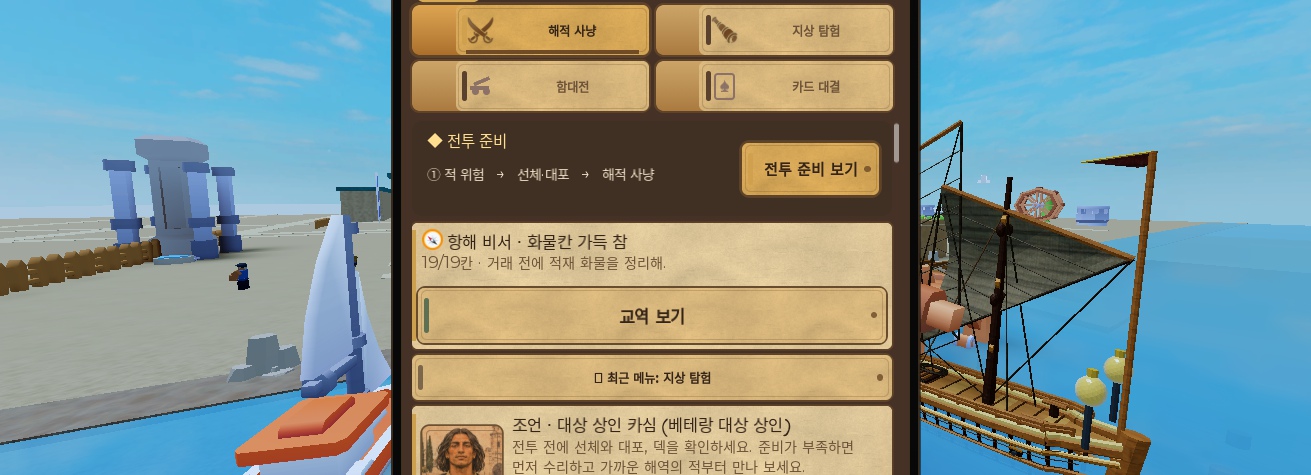 해적 사냥
지상 탐험
함대전
카드 대결
◆ 전투 준비
① 적 위험 → 선체·대포 → 해적 사냥
전투 준비 보기
항해 비서 · 화물칸 가득 참
19/19칸 · 거래 전에 적재 화물을 정리해.
교역 보기
최근 메뉴: 지상 탐험
조언 · 대상 상인 카심 (베테랑 대상 상인)
전투 전에 선체와 대포, 덱을 확인하세요. 준비가 부족하면
먼저 수리하고 가까운 해역의 적부터 만나 보세요.